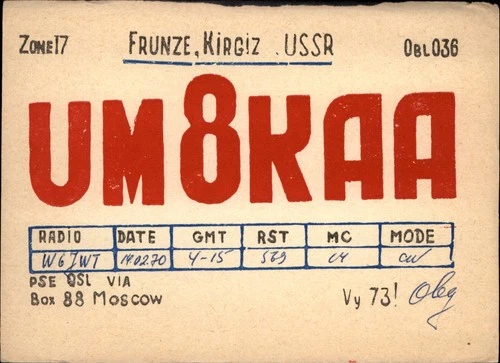 ZONE17 FRUNZE, KIRGIZ .USSR OBL036
UM8KAA
RADIO DATE GMT RST MC MODE
W6JWT 14.02.70 4-15 569 14 CW
PSE QSL VIA
BOX 88 MOSCOW VY 73! Oleg